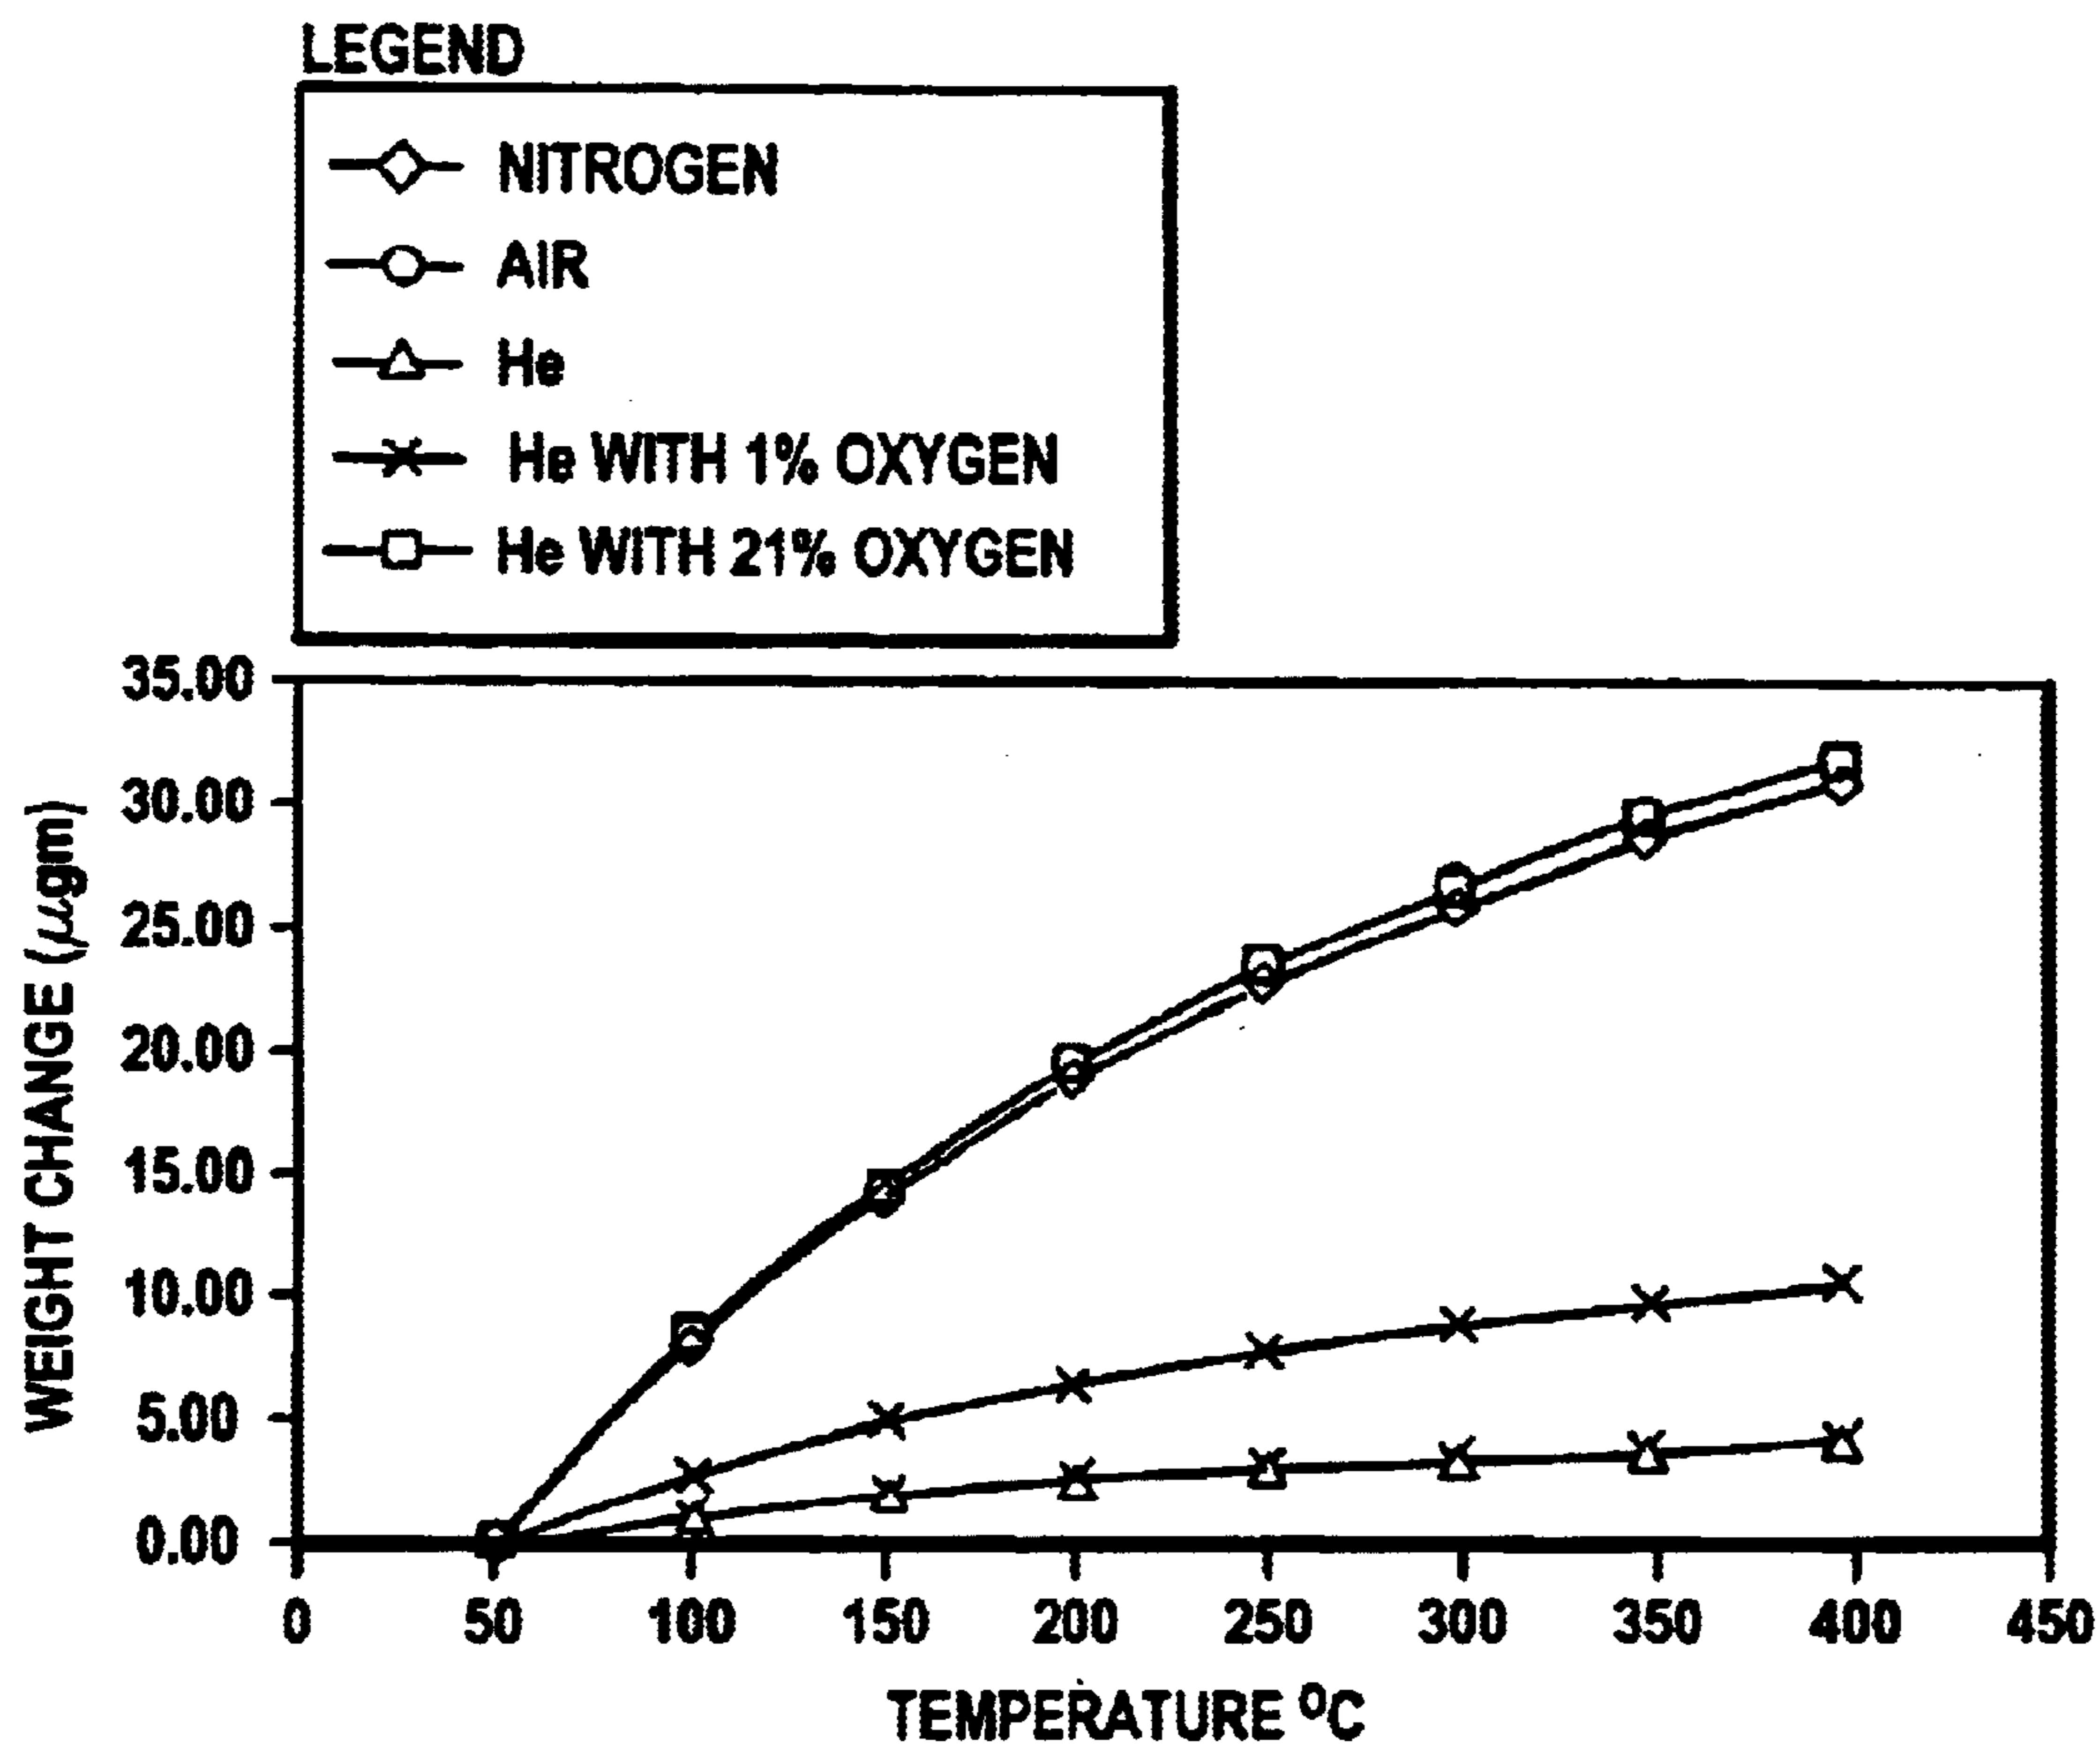 LEGEND
NITROGEN
AIR
He
He WITH 1% OXYGEN
He WITH 21% OXYGEN
35.00
30.00
25.00
20.00
15.00
10.00
5.00
0.00
WEIGHT CHANGE (μgm)
0 50 100 150 200 250 300 350 400 450
TEMPERATURE ⁰C